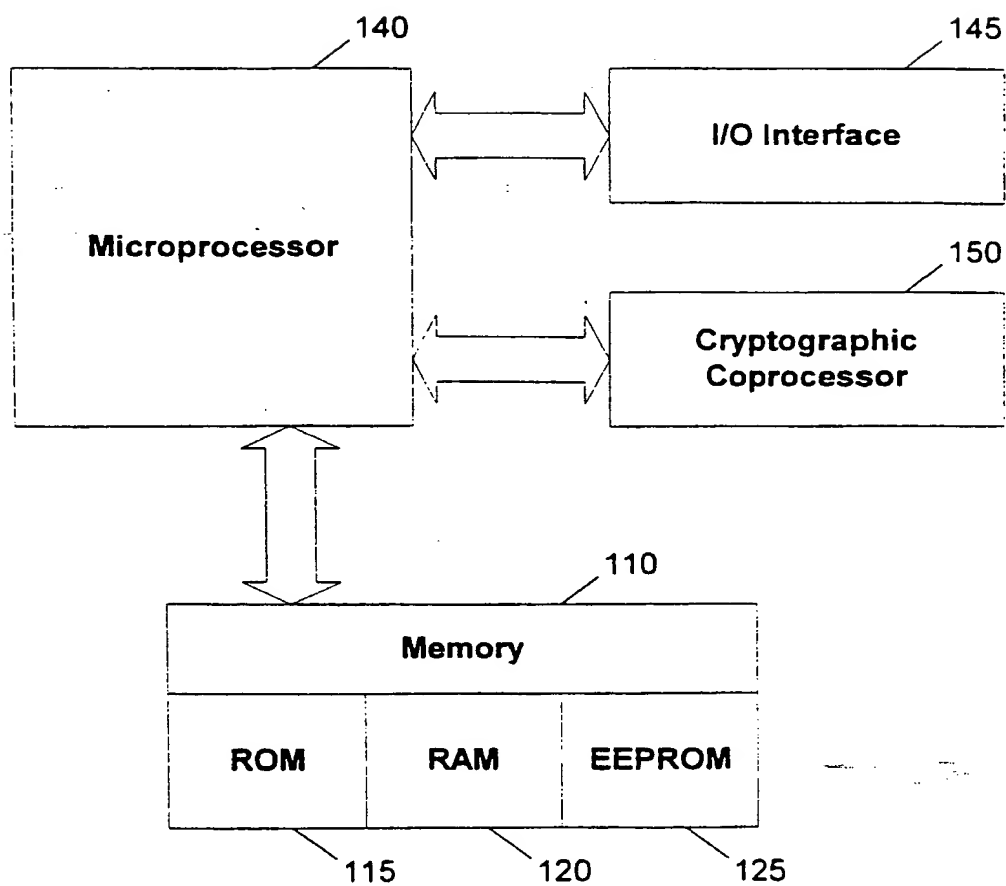 140
145
Microprocessor
I/O Interface
150
Cryptographic
Coprocessor
110
Memory
ROM
RAM
EEPROM
115
120
125